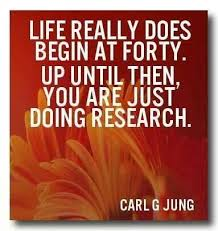 LIFE REALLY DOES
BEGIN AT FORTY.
UP UNTIL THEN,
YOU ARE JUST
DOING RESEARCH.
CARL G JUNG